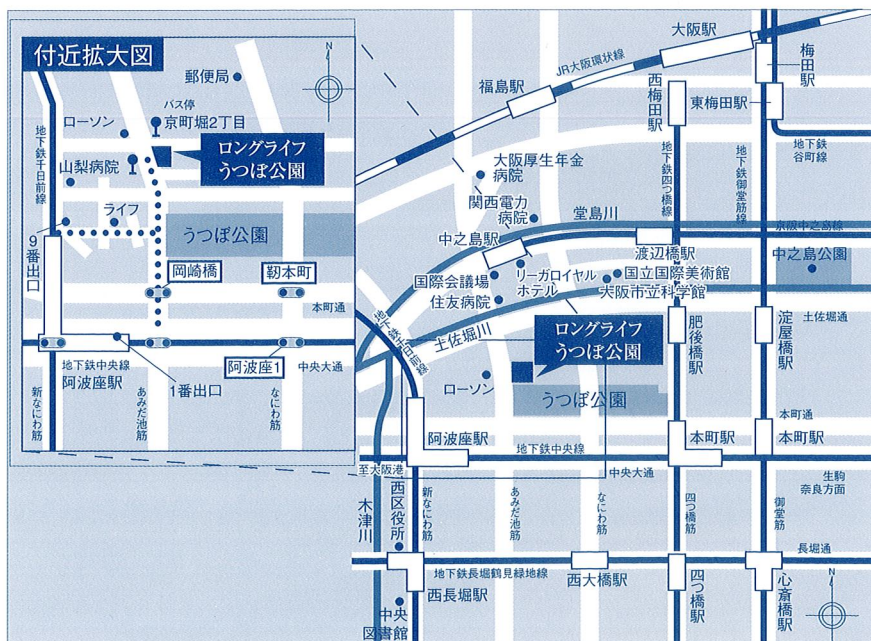 付近拡大図
N
郵便局
バス停
京町堀2丁目
ローソン
ロングライフ
うつぼ公園
山梨病院
地下鉄千日前線
ライフ
うつぼ公園
9番出口
岡崎橋
靭本町
本町通
地下鉄中央線
阿波座駅
1番出口
阿波座1
中央大通
新なにわ筋
あみだ池筋
なにわ筋
大阪駅
JR大阪環状線
福島駅
西梅田駅
梅田駅
東梅田駅
地下鉄
谷町線
地下鉄四つ橋線
地下鉄御堂筋線
大阪厚生年金
病院
関西電力
病院
堂島川
京阪中之島線
中之島駅
渡辺橋駅
中之島公園
国際会議場
リーガロイヤル
ホテル
国立国際美術館
住友病院
大阪市立科学館
地下鉄千日前線
土佐堀川
土佐堀通
ロングライフ
うつぼ公園
肥後橋駅
淀屋橋駅
ローソン
うつぼ公園
本町通
阿波座駅
本町駅
本町駅
地下鉄中央線
至大阪港
中央大通
生駒
奈良方面
木津川
西区役所
新なにわ筋
あみだ池筋
なにわ筋
四つ橋筋
御堂筋
長堀通
地下鉄長堀鶴見緑地線
西長堀駅
西大橋駅
四つ橋駅
心斎橋駅
中央
図書館
N